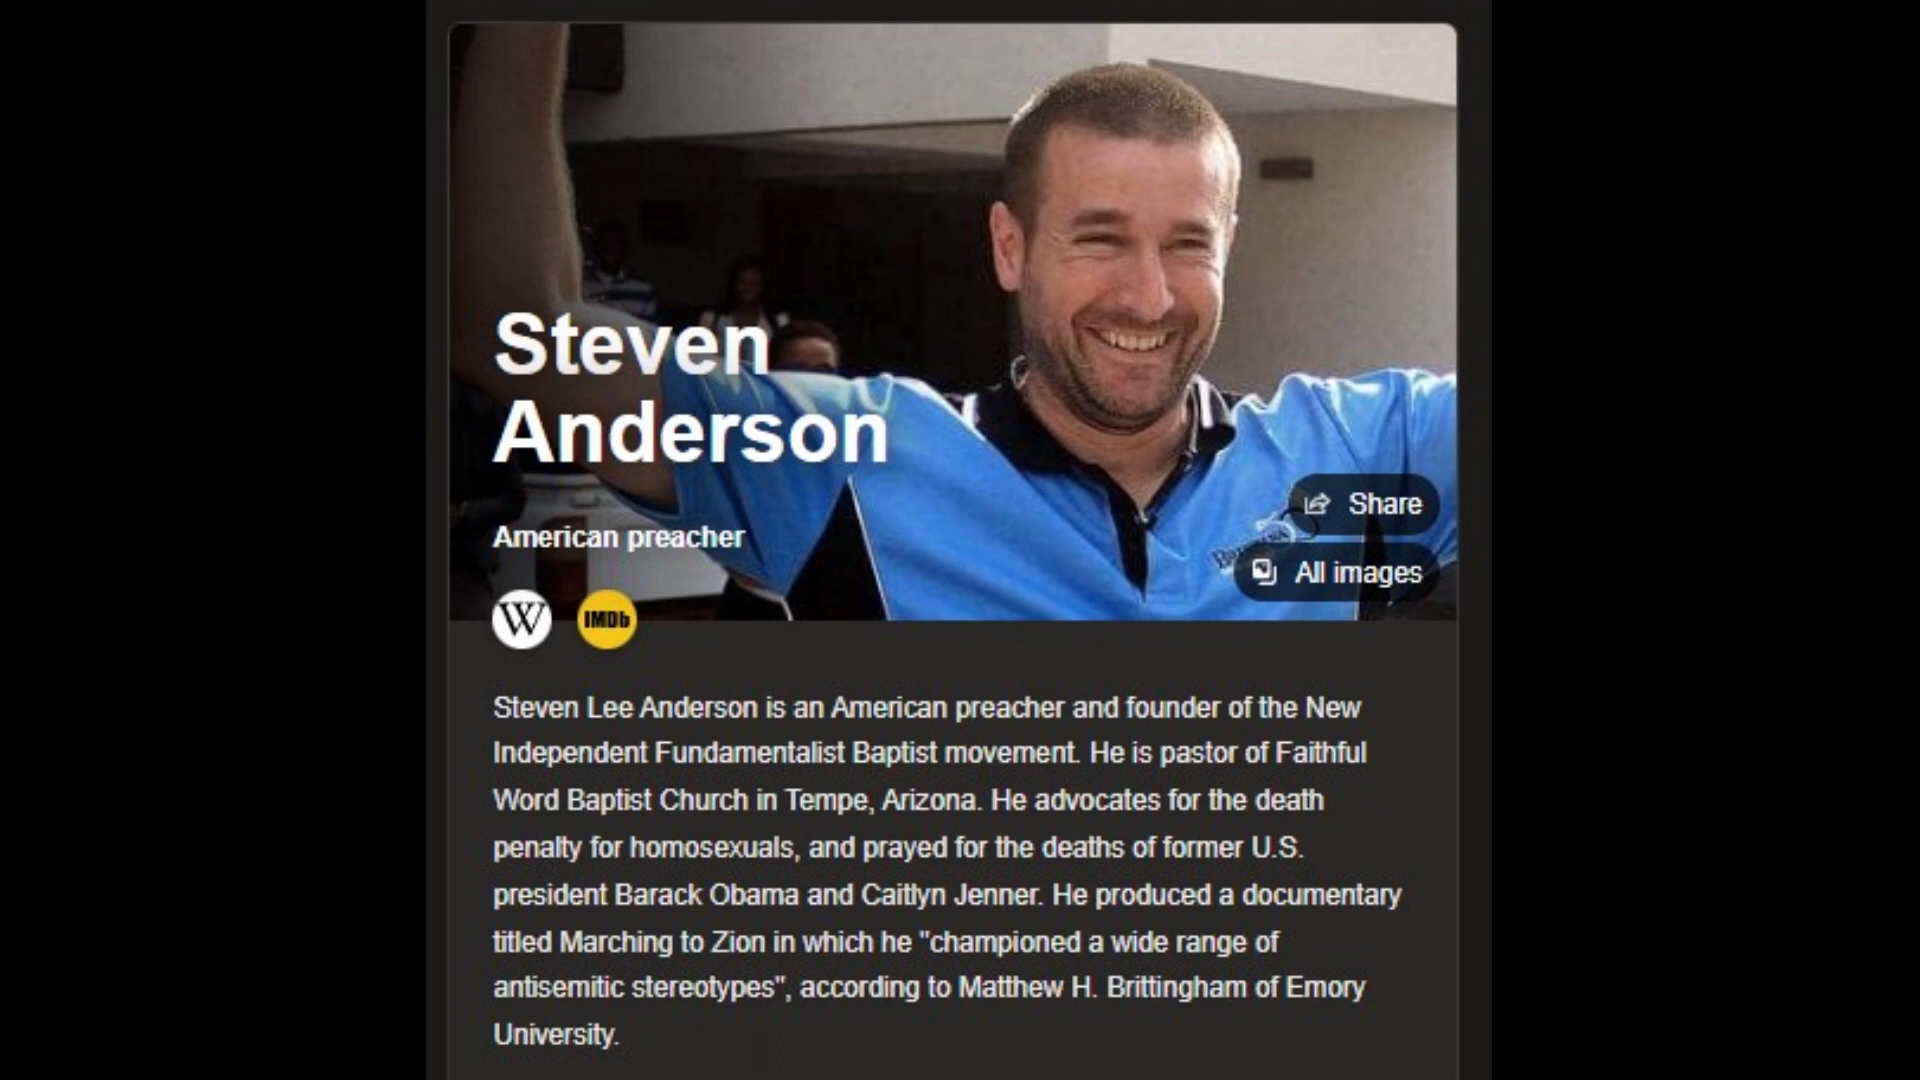 Steven
Anderson
American preacher
Share
All images
W
IMDb
Steven Lee Anderson is an American preacher and founder of the New
Independent Fundamentalist Baptist movement. He is pastor of Faithful
Word Baptist Church in Tempe, Arizona. He advocates for the death
penalty for homosexuals, and prayed for the deaths of former U.S.
president Barack Obama and Caitlyn Jenner. He produced a documentary
titled Marching to Zion in which he "championed a wide range of
antisemitic stereotypes", according to Matthew H. Brittingham of Emory
University.